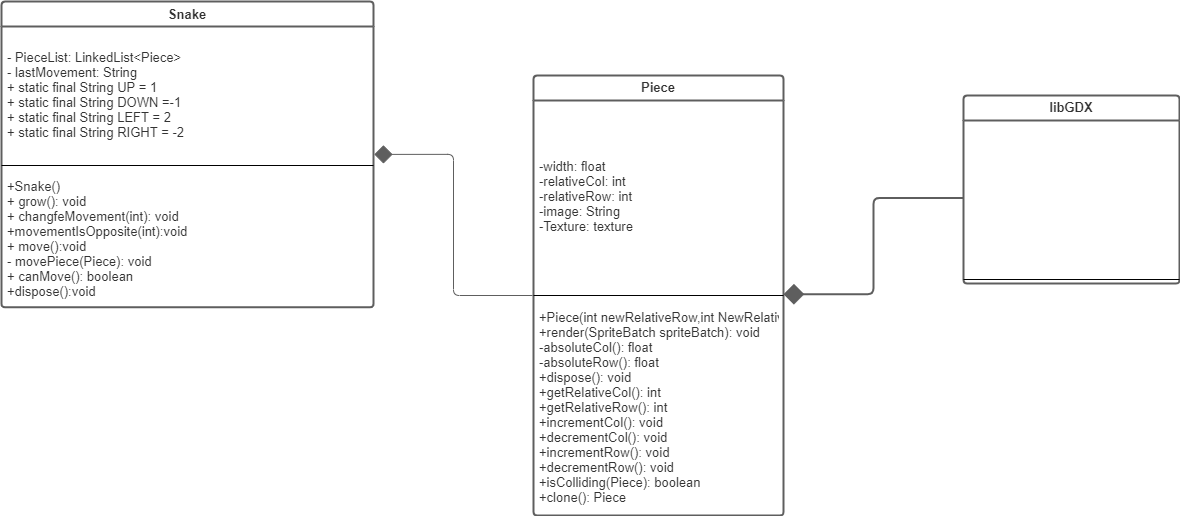 Snake
- PieceList: LinkedList<Piece>
- lastMovement: String
+ static final String UP = 1
+ static final String DOWN =-1
+ static final String LEFT = 2
+ static final String RIGHT = -2
+Snake()
+ grow(): void
+ changfeMovement(int): void
+movementIsOpposite(int):void
+ move():void
- movePiece(Piece): void
+ canMove(): boolean
+dispose():void
Piece
-width: float
-relativeCol: int
-relativeRow: int
-image: String
-Texture: texture
+Piece(int newRelativeRow,int NewRelativ
+render(SpriteBatch spriteBatch): void
-absoluteCol(): float
-absoluteRow(): float
+dispose(): void
+getRelativeCol(): int
+getRelativeRow(): int
+incrementCol(): void
+decrementCol(): void
+incrementRow(): void
+decrementRow(): void
+isColliding(Piece): boolean
+clone(): Piece
libGDX